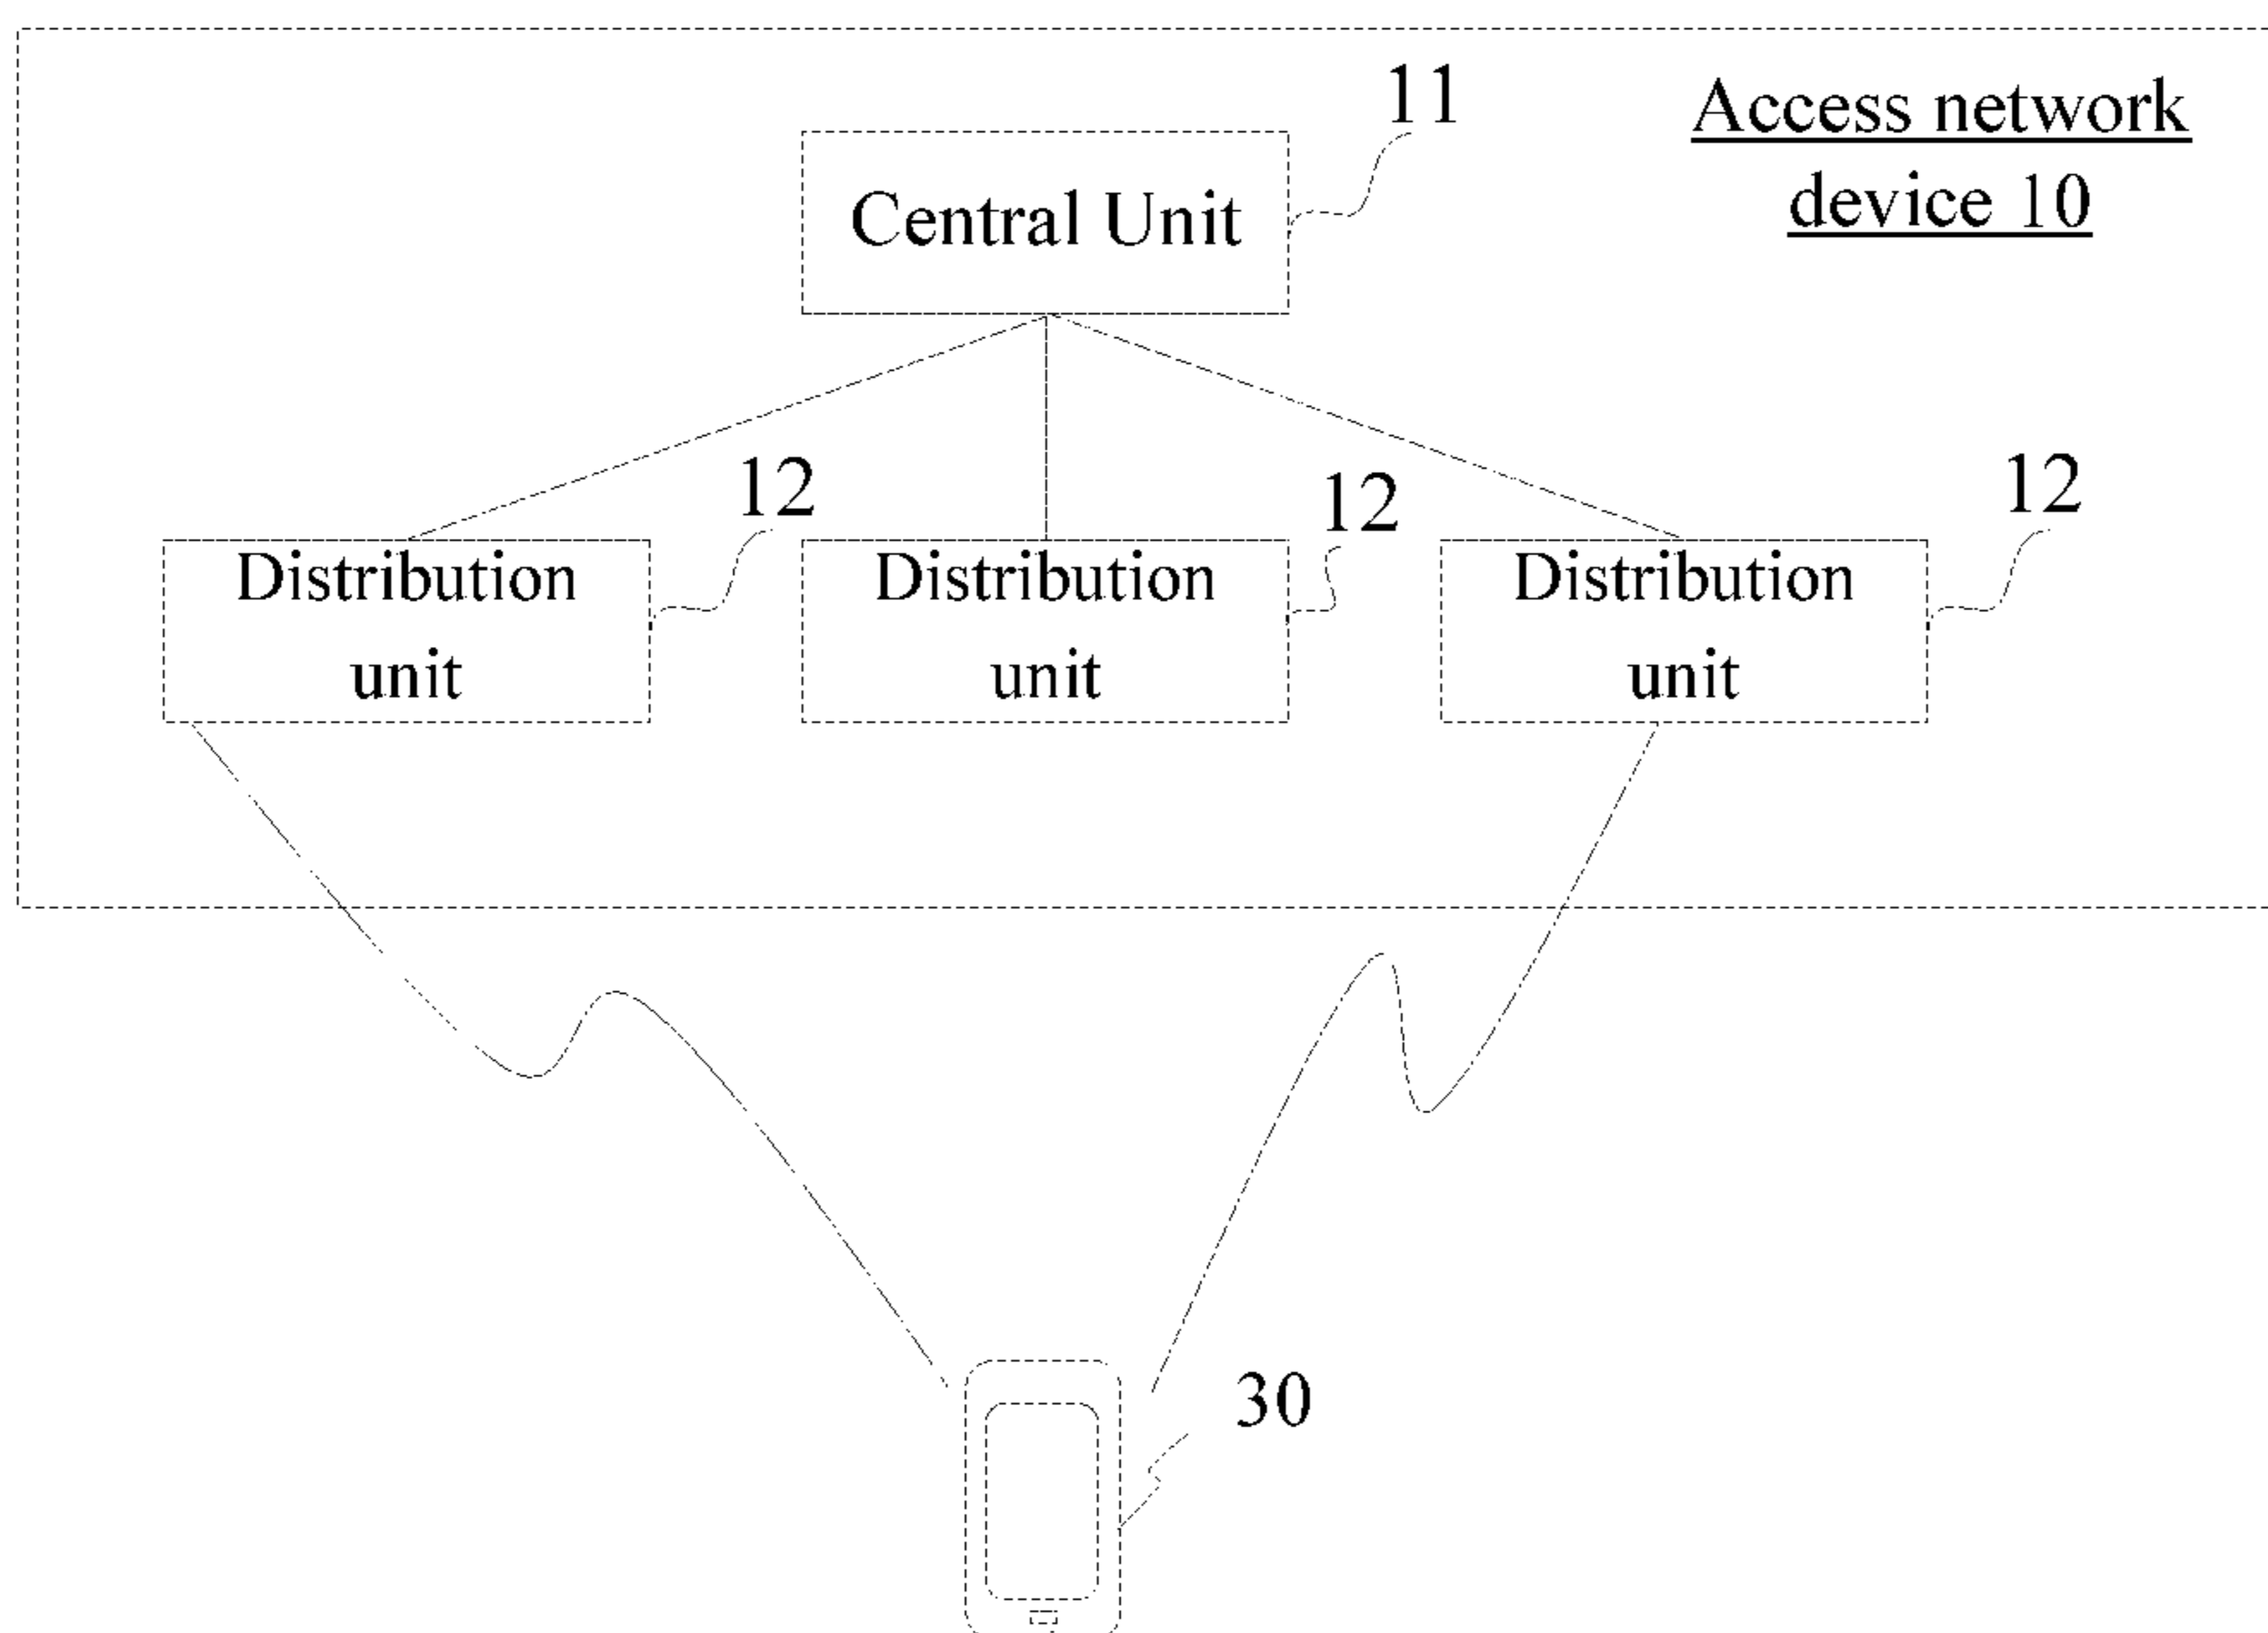 11
Access network
device 10
Central Unit
12
12
12
Distribution
unit
Distribution
unit
Distribution
unit
30